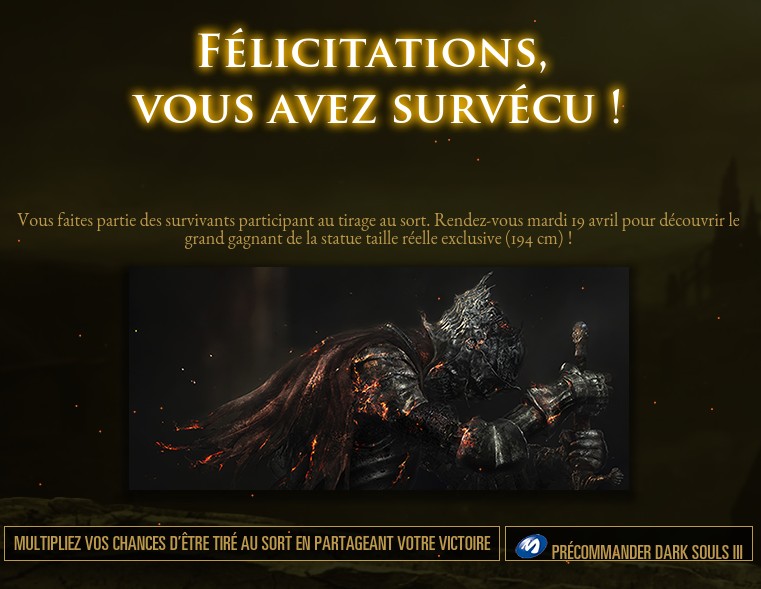 FÉLICITATIONS,
VOUS AVEZ SURVÉCU !
Vous faites partie des survivants participant au tirage au sort. Rendez-vous mardi 19 avril pour découvrir le
grand gagnant de la statue taille réelle exclusive (194 cm) !
MULTIPLIEZ VOS CHANCES D'ÊTRE TIRÉ AU SORT EN PARTAGEANT VOTRE VICTOIRE
M PRÉCOMMANDER DARK SOULS III